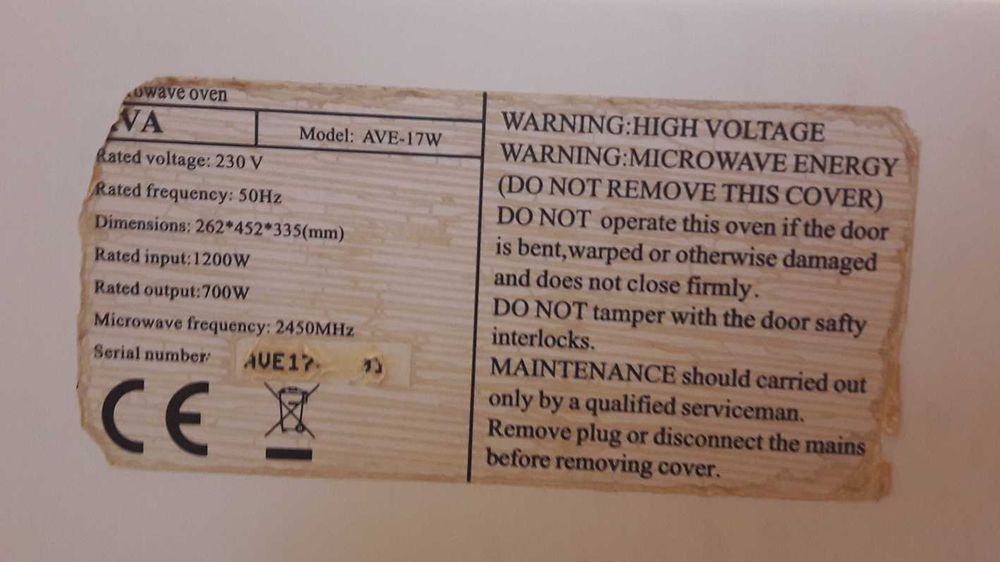 wave oven
VA
Model: AVE-17W
Rated voltage: 230 V
Rated frequency: 50Hz
Dimensions: 262*452*335(mm)
Rated input:1200W
Rated output:700W
Microwave frequency: 2450MHz
Serial number: AVE17
CE
WARNING:HIGH VOLTAGE
WARNING:MICROWAVE ENERGY
(DO NOT REMOVE THIS COVER)
DO NOT operate this oven if the door
is bent,warped or otherwise damaged
and does not close firmly.
DO NOT tamper with the door safty
interlocks.
MAINTENANCE should carried out
only by a qualified serviceman.
Remove plug or disconnect the mains
before removing cover.